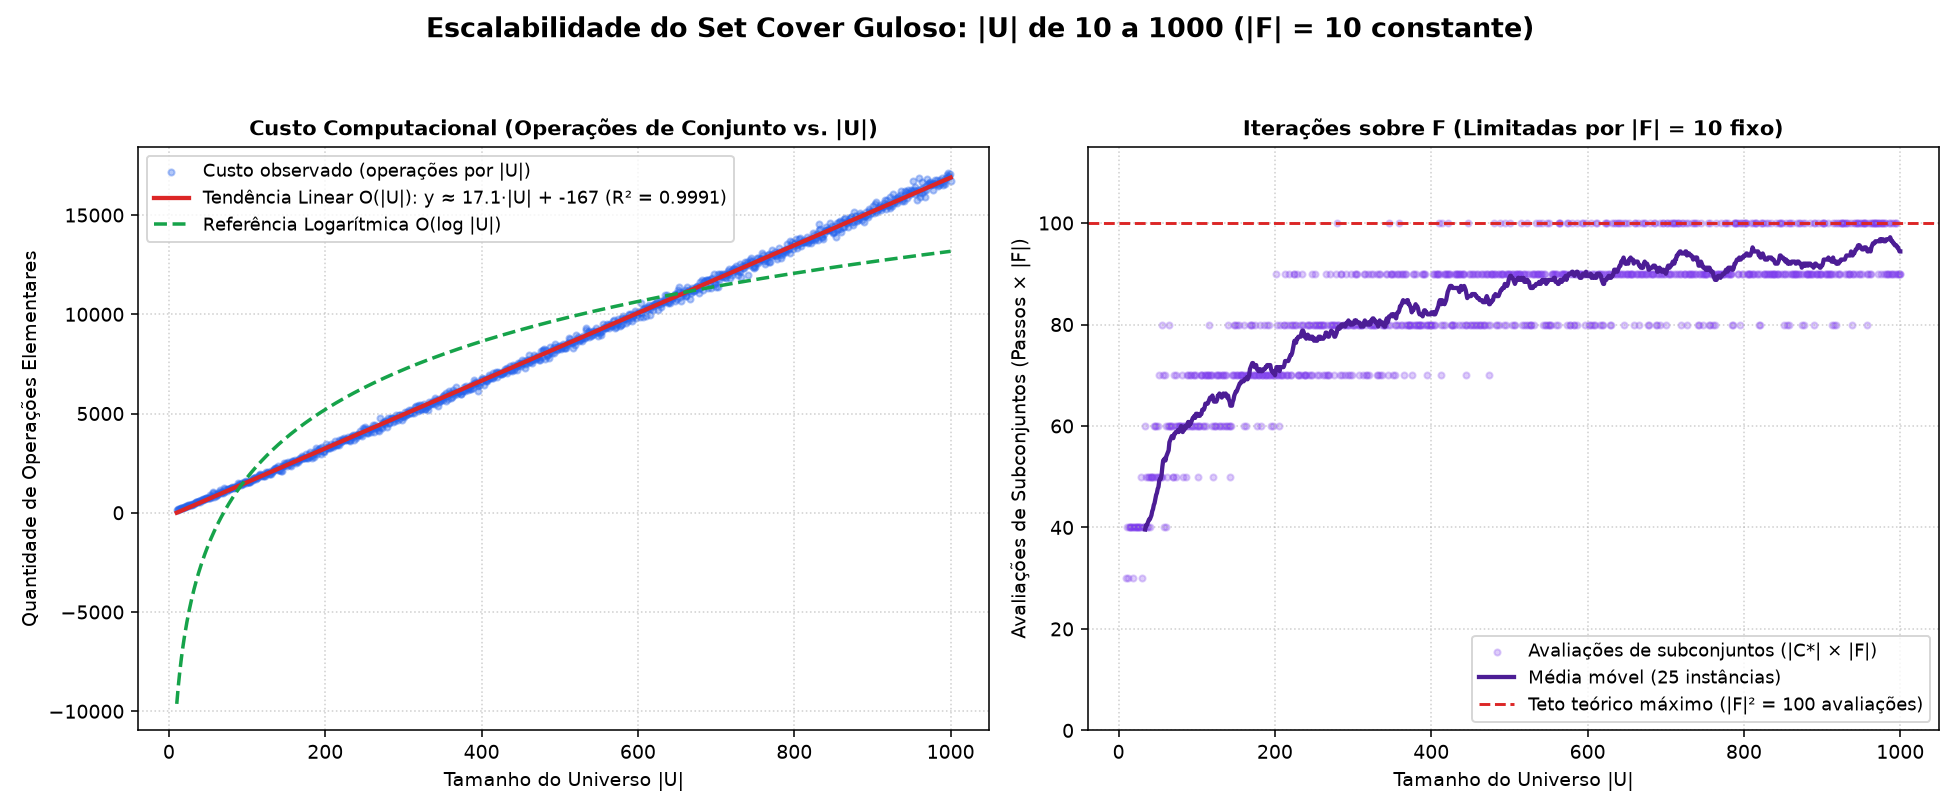 Escalabilidade do Set Cover Guloso: |U| de 10 a 1000 (|F| = 10 constante)
Custo Computacional (Operações de Conjunto vs. |U|)
Custo observado (operações por |U|)
Tendência Linear O(|U|): y ≈ 17.1·|U| + -167 (R² = 0.9991)
Referência Logarítmica O(log |U|)
Quantidade de Operações Elementares
15000
10000
5000
0
−5000
−10000
0 200 400 600 800 1000
Tamanho do Universo |U|
Iterações sobre F (Limitadas por |F| = 10 fixo)
Avaliações de Subconjuntos (Passos × |F|)
100
80
60
40
20
0
Avaliações de subconjuntos (|C*| × |F|)
Média móvel (25 instâncias)
Teto teórico máximo (|F|² = 100 avaliações)
0 200 400 600 800 1000
Tamanho do Universo |U|